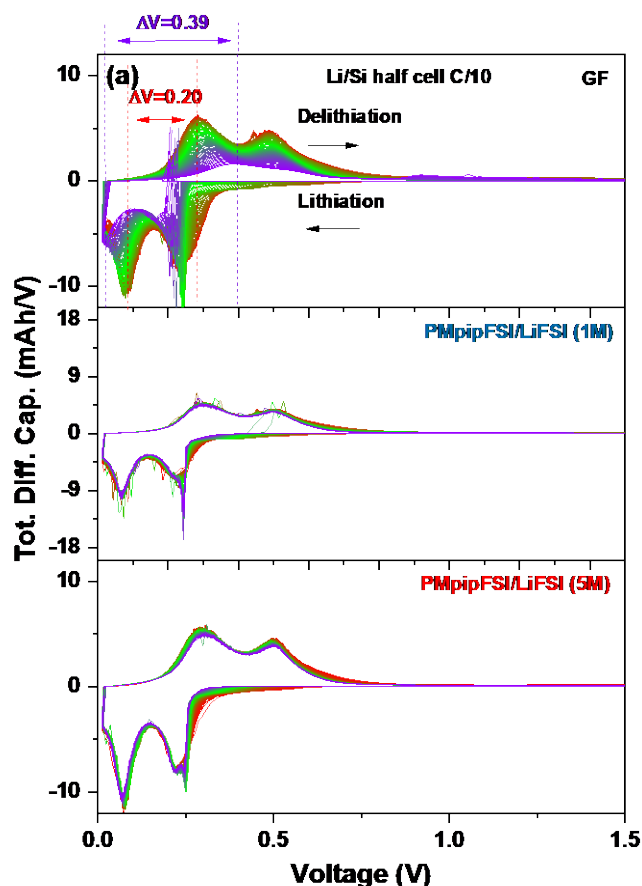 ΔV=0.39
(a)
Li/Si half cell C/10
GF
ΔV=0.20
Delithiation
Lithiation
10
0
-10
PMpipFSI/LiFSI (1M)
18
9
0
-9
-18
PMpipFSI/LiFSI (5M)
10
0
-10
Tot. Diff. Cap. (mAh/V)
0.0 0.5 1.0 1.5
Voltage (V)